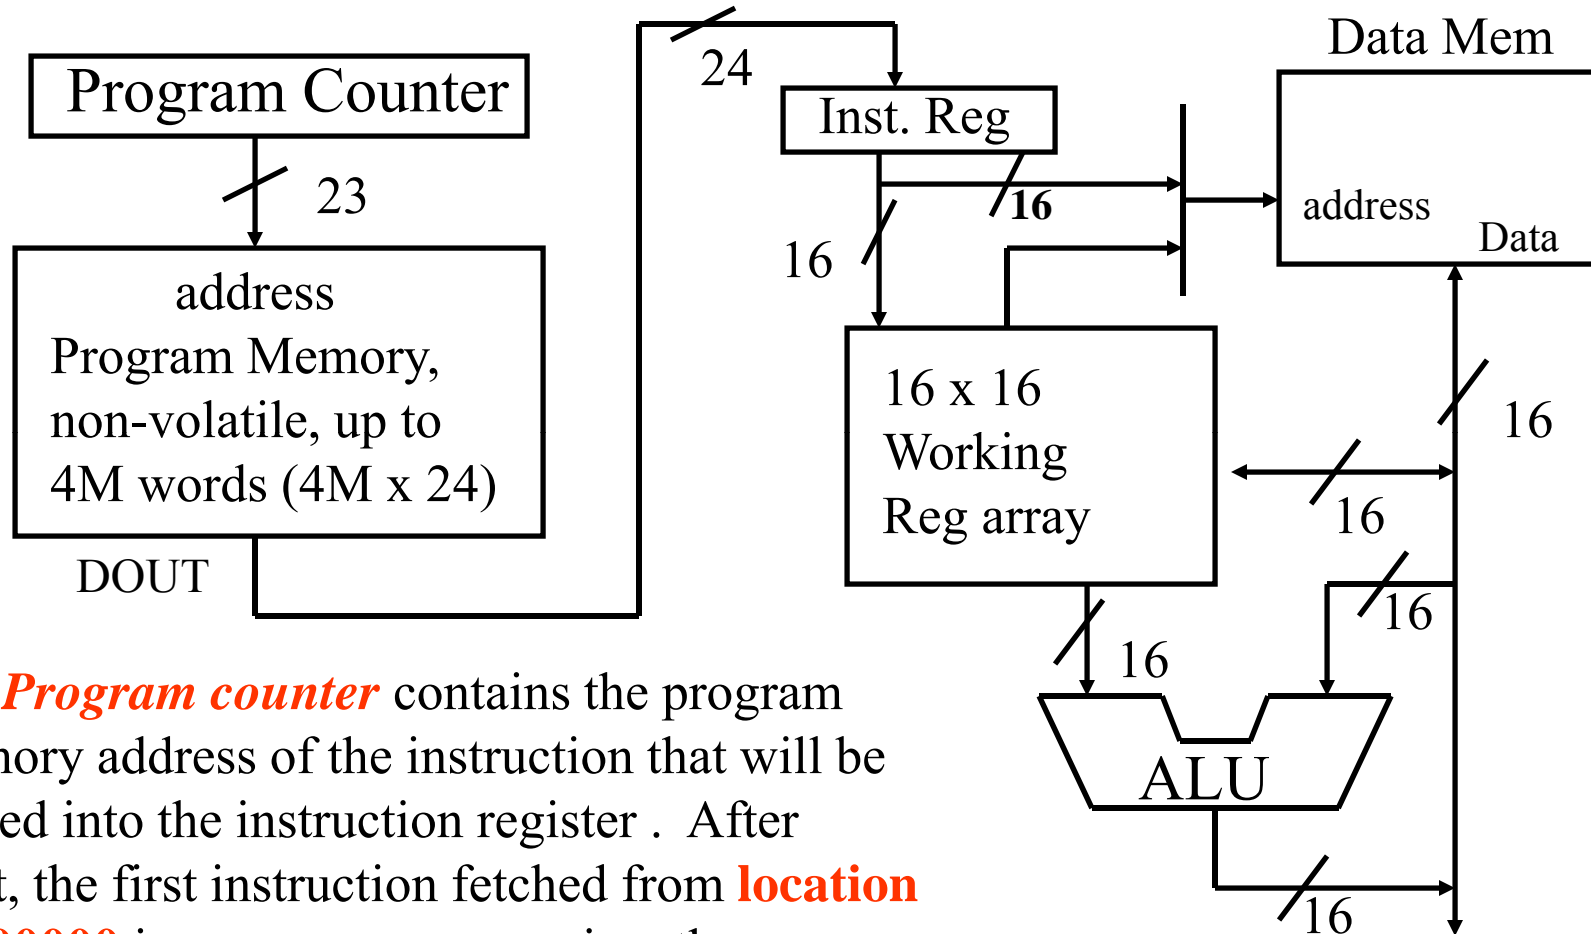 Data Mem
24
Program Counter
Inst. Reg
23
16
address
Data
16
address
Program Memory,
non-volatile, up to
4M words (4M x 24)
16 x 16
Working
Reg array
16
16
DOUT
16
16
Program counter contains the program
address of the instruction that will be
into the instruction register . After
the first instruction fetched from location
ALU
16